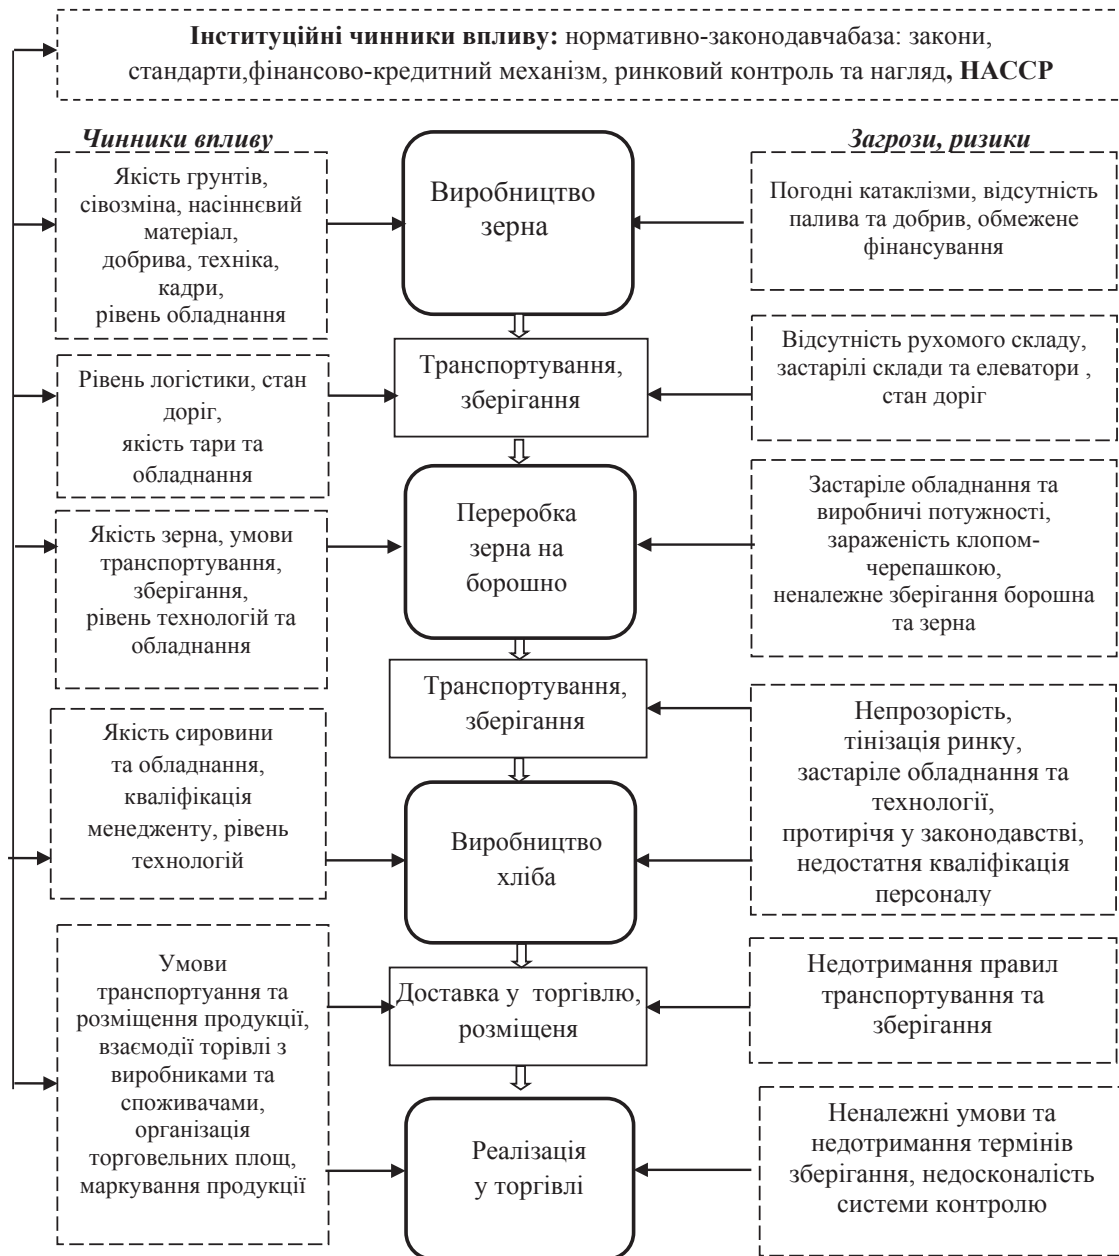 Інституційні чинники впливу: нормативно-законодавчабаза: закони,
стандарти,фінансово-кредитний механізм, ринковий контроль та нагляд, НАССР
Чинники впливу
Загрози, ризики
Якість грунтів,
сівозміна, насіннєвий
матеріал,
добрива, техніка,
кадри,
рівень обладнання
Виробництво
зерна
Погодні катаклізми, відсутність
палива та добрив, обмежене
фінансування
Рівень логістики, стан
доріг,
якість тари та
обладнання
Транспортування,
зберігання
Відсутність рухомого складу,
застарілі склади та елеватори ,
стан доріг
Якість зерна, умови
транспортування,
зберігання,
рівень технологій та
обладнання
Переробка
зерна на
борошно
Застаріле обладнання та
виробничі потужності,
зараженість клопом-
черепашкою,
неналежне зберігання борошна
та зерна
Транспортування,
зберігання
Якість сировини
та обладнання,
кваліфікація
менеджменту, рівень
технологій
Виробництво
хліба
Непрозорість,
тінізація ринку,
застаріле обладнання та
технології,
протиріччя у законодавстві,
недостатня кваліфікація
персоналу
Умови
транспортуання та
розміщення продукції,
взаємодії торівлі з
виробниками та
споживачами,
організація
торговельних площ,
маркування продукції
Доставка у торгівлю,
розміщеня
Недотримання правил
транспортування та
зберігання
Реалізація
у торгівлі
Неналежні умови та
недотримання термінів
зберігання, недосконалість
системи контролю